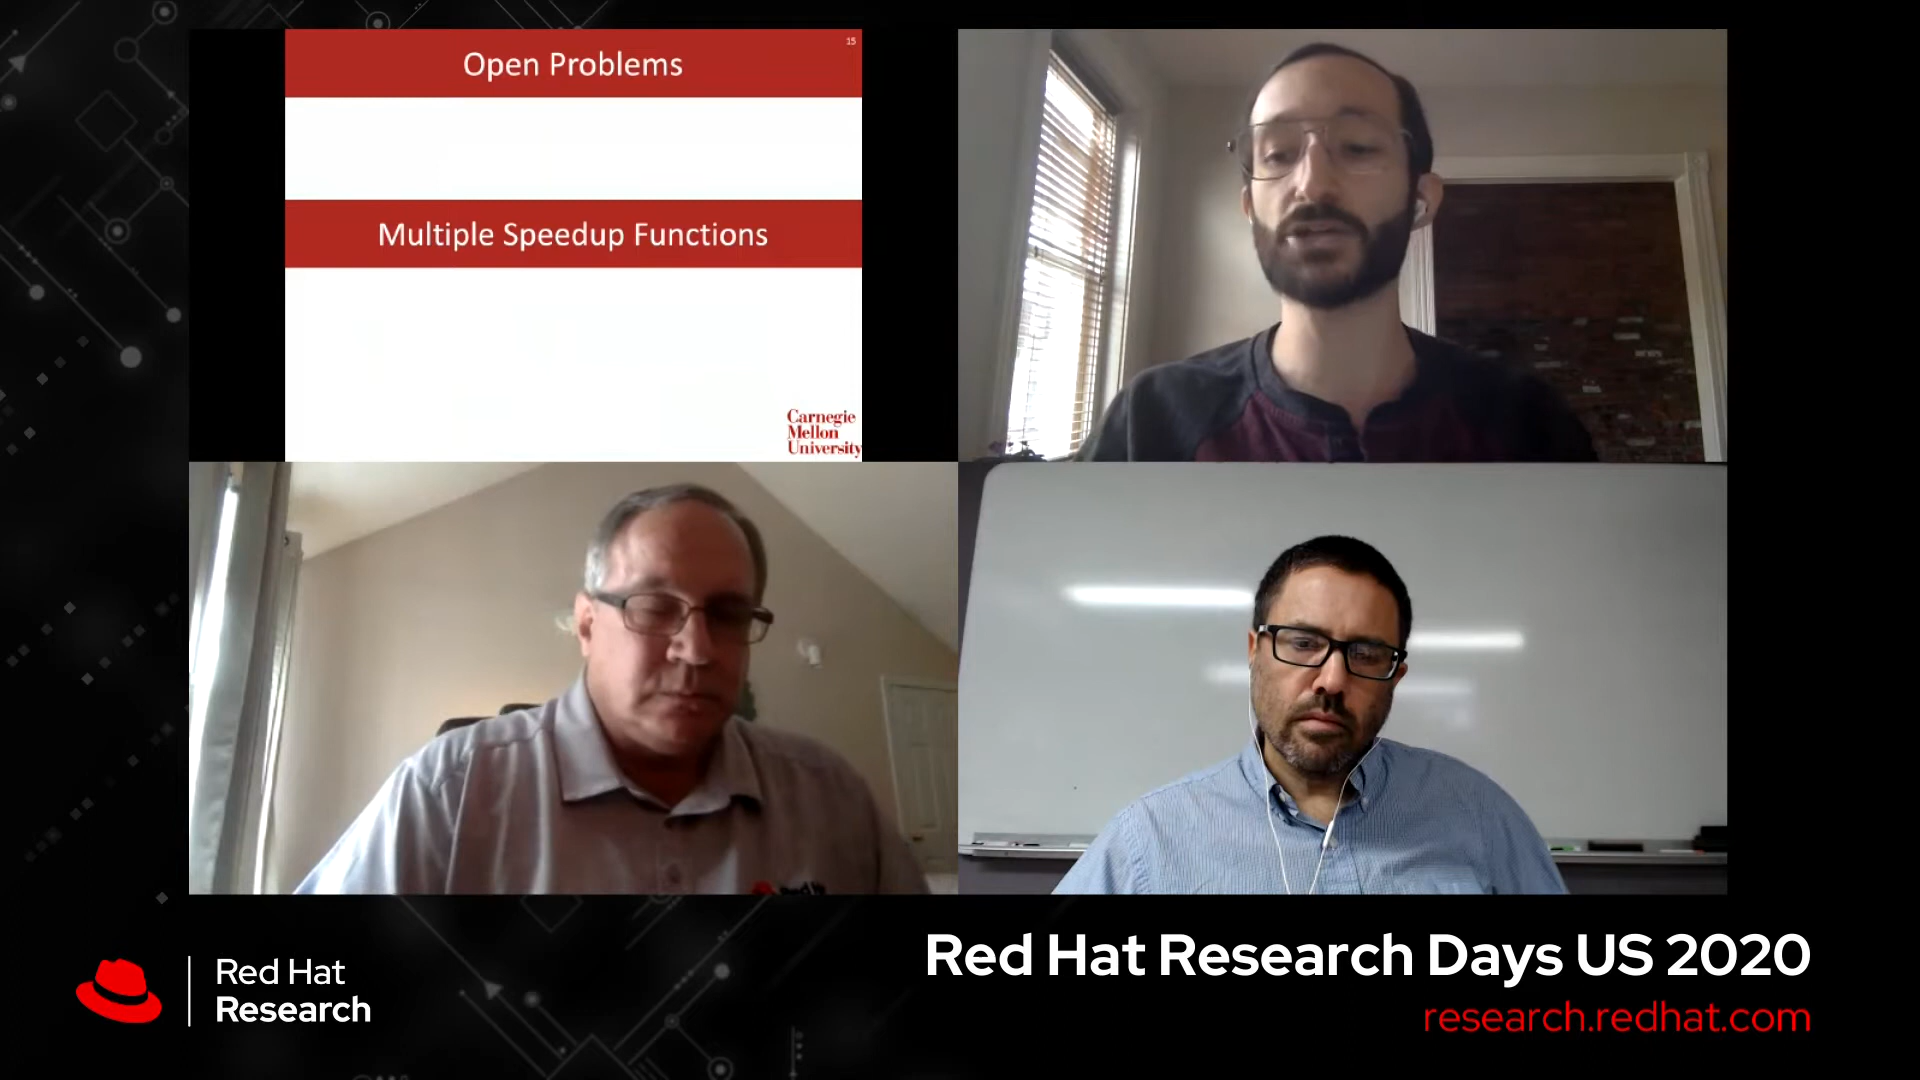 15
Open Problems
Multiple Speedup Functions
Carnegie
Mellon
University
Red Hat
Research
Red Hat Research Days US 2020
research.redhat.com